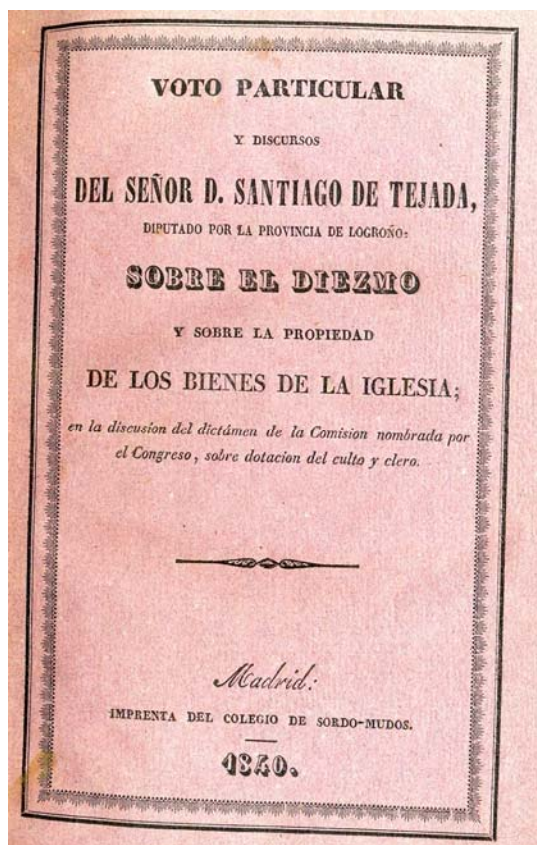 VOTO PARTICULAR
Y DISCURSOS
DEL SEÑOR D. SANTIAGO DE TEJADA,
DIPUTADO POR LA PROVINCIA DE LOGROÑO:
SOBRE EL DIEZMO
Y SOBRE LA PROPIEDAD
DE LOS BIENES DE LA IGLESIA;
en la discusion del dictámen de la Comision nombrada por
el Congreso, sobre dotacion del culto y clero.
Madrid:
IMPRENTA DEL COLEGIO DE SORDO-MUDOS.
1840.